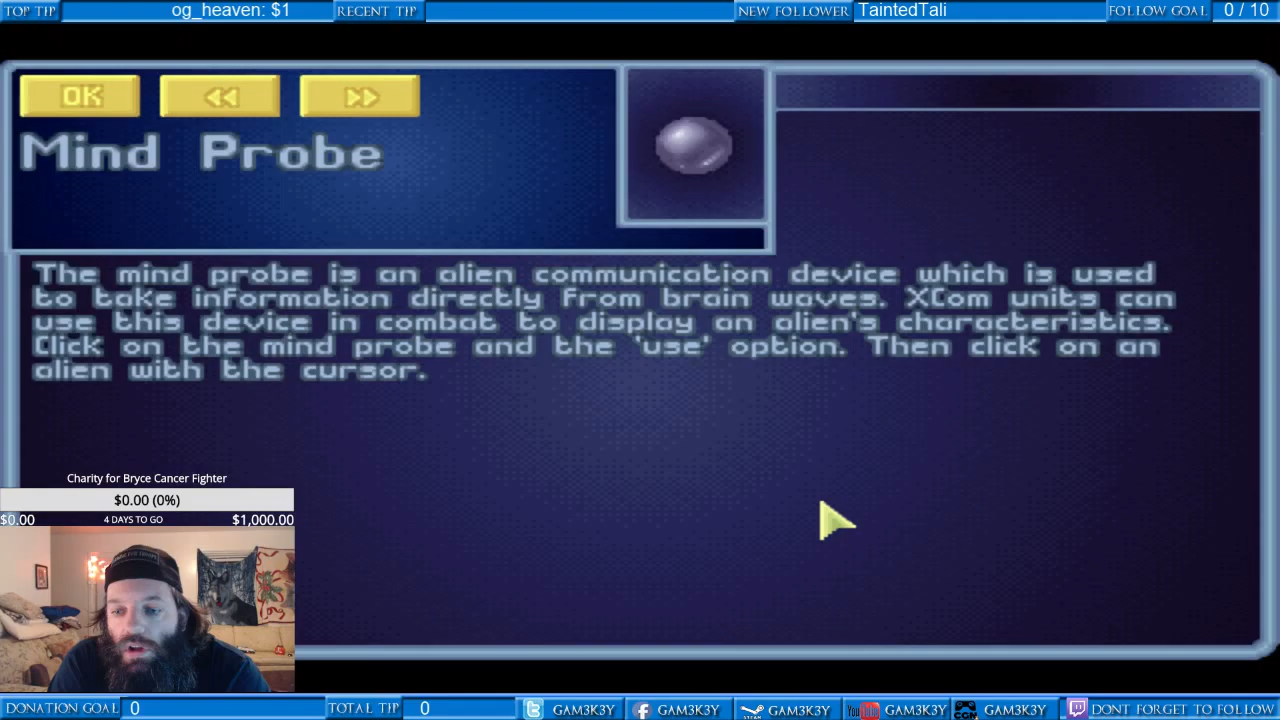 TOP TIP
og_heaven: $1
RECENT TIP
NEW FOLLOWER
TaintedTali
FOLLOW GOAL
0 / 10
OK
Mind Probe
The mind probe is an alien communication device which is used
to take information directly from brain waves. XCom units can
use this device in combat to display an alien's characteristics.
Click on the mind probe and the 'use' option. Then click on an
alien with the cursor.
Charity for Bryce Cancer Fighter
$0.00 (0%)
$0.00
4 DAYS TO GO
$1,000.00
DONATION GOAL
0
TOTAL TIP
0
GAM3K3Y
GAM3K3Y
STEAM
GAM3K3Y
You Tube
GAM3K3Y
.COM
GAM3K3Y
DONT FORGET TO FOLLOW